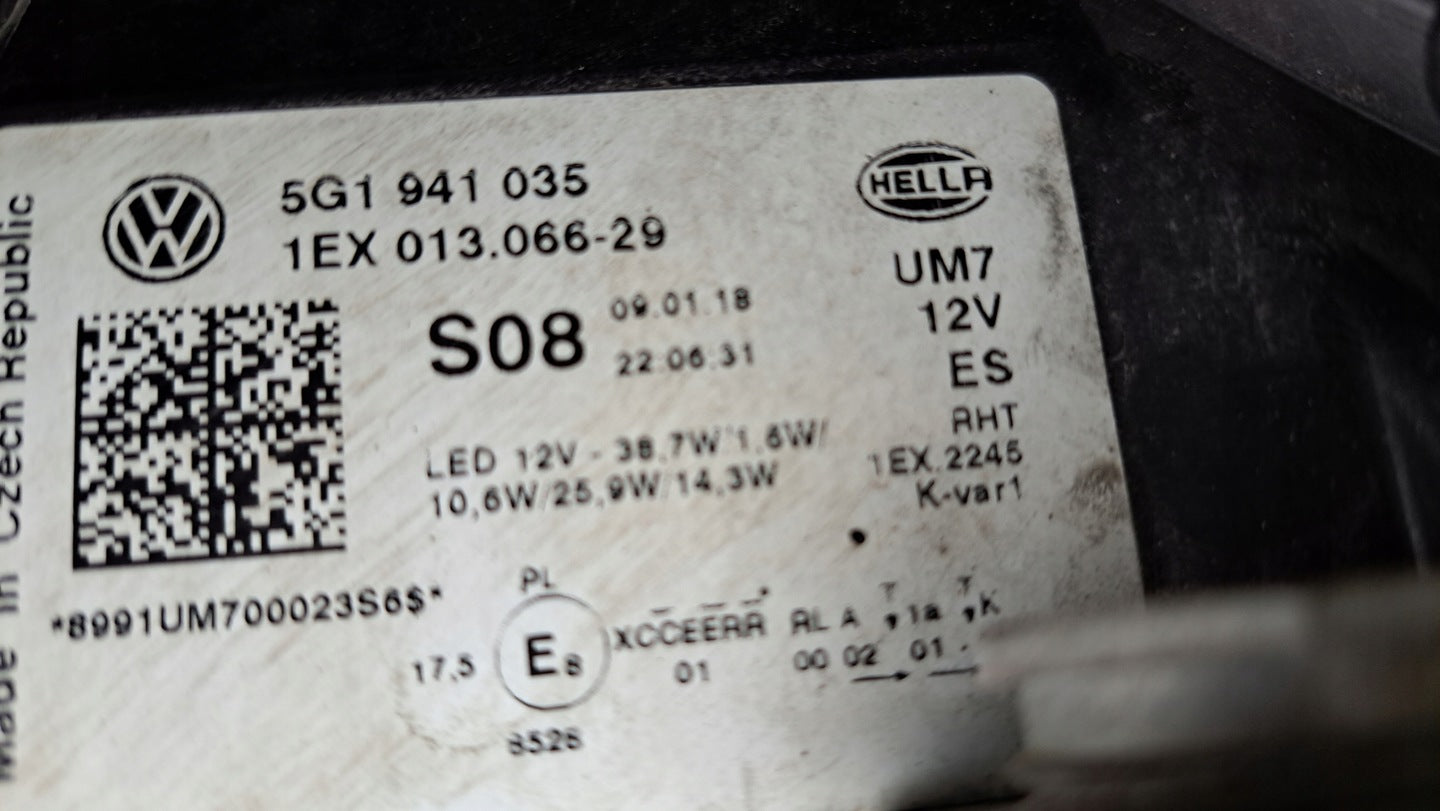 5G1 941 035
1EX 013.066-29
HELLA
UM7
12V
ES
RHT
1EX.2245
K-var1
S08
09.01.18
22:06:31
LED 12V - 38.7W/1.6W/
10,6W/25,9W/14,3W
*8991UM700023S6$*
PL
17,5
E8
XCCEERR RL A , 1a , K
01 00 02 01
8526
Made in Czech Republic